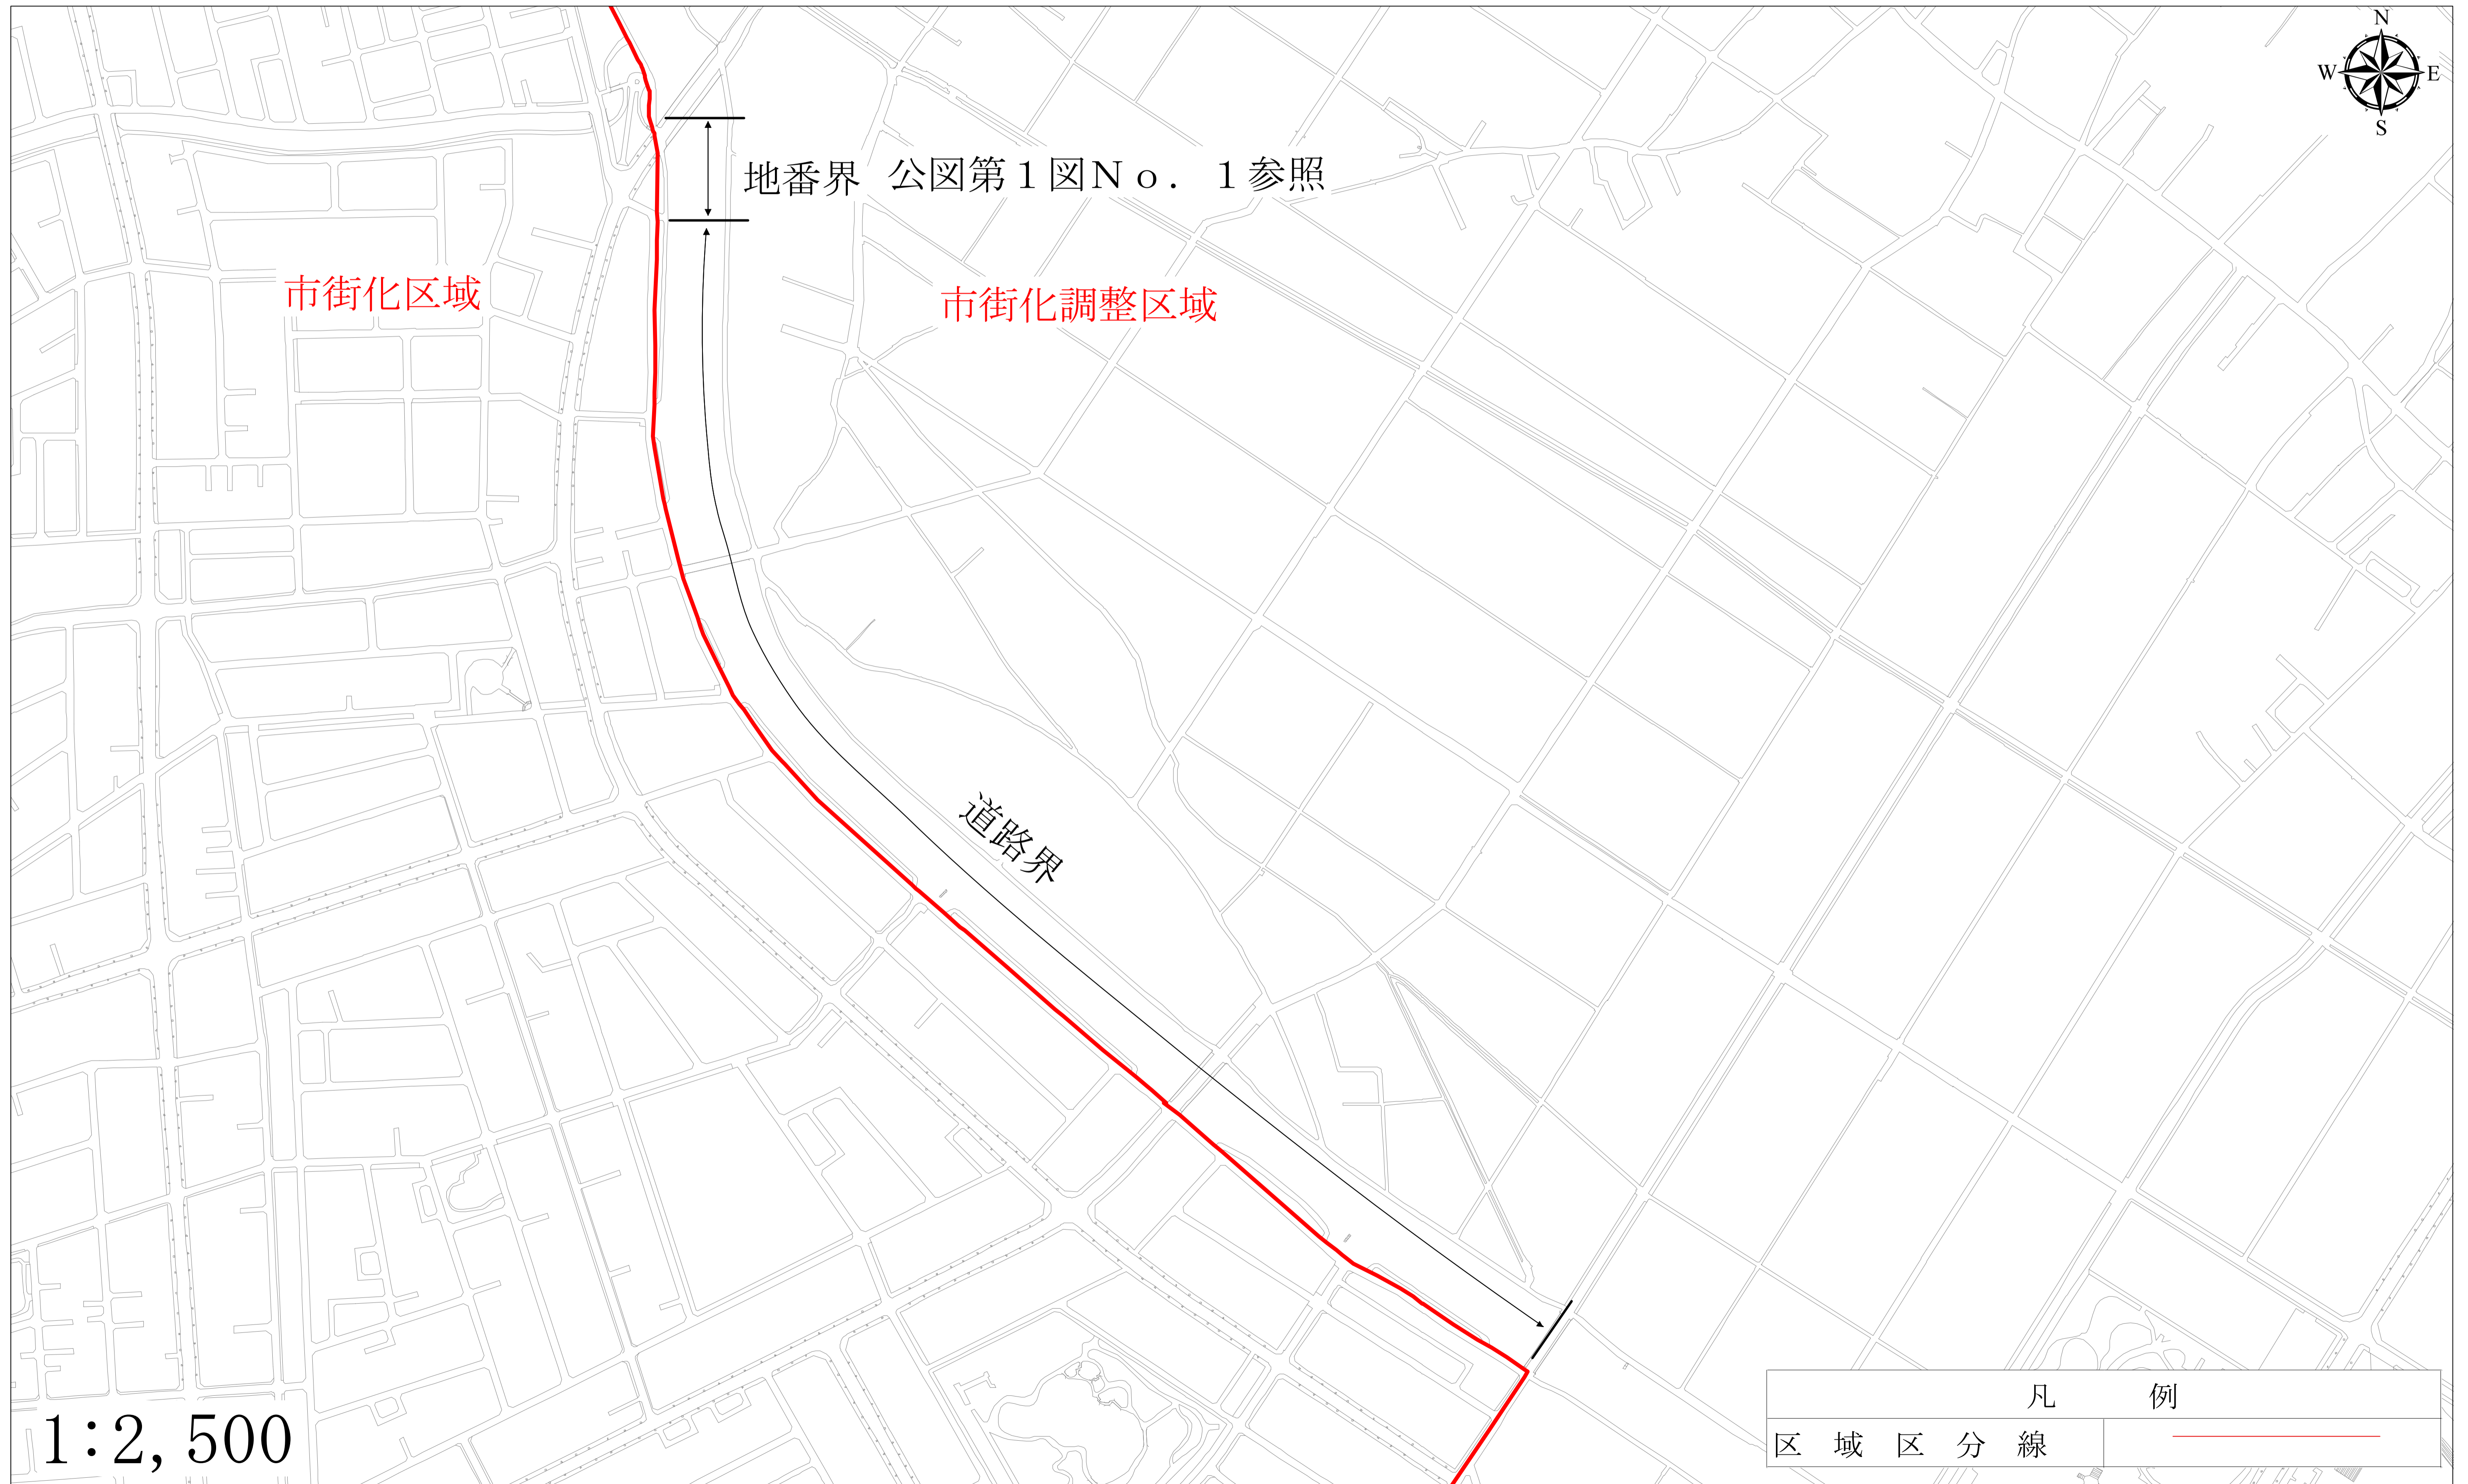 N
W E
S
地番界 公図第1図No. 1参照
市街化区域
市街化調整区域
道路界
凡 例
区 域 区 分 線
1:2,500